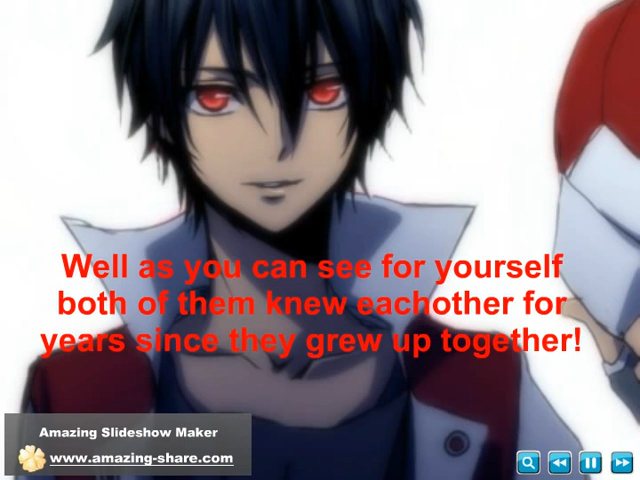 Well as you can see for yourself
both of them knew eachother for
years since they grew up together!
Amazing Slideshow Maker
www.amazing-share.com